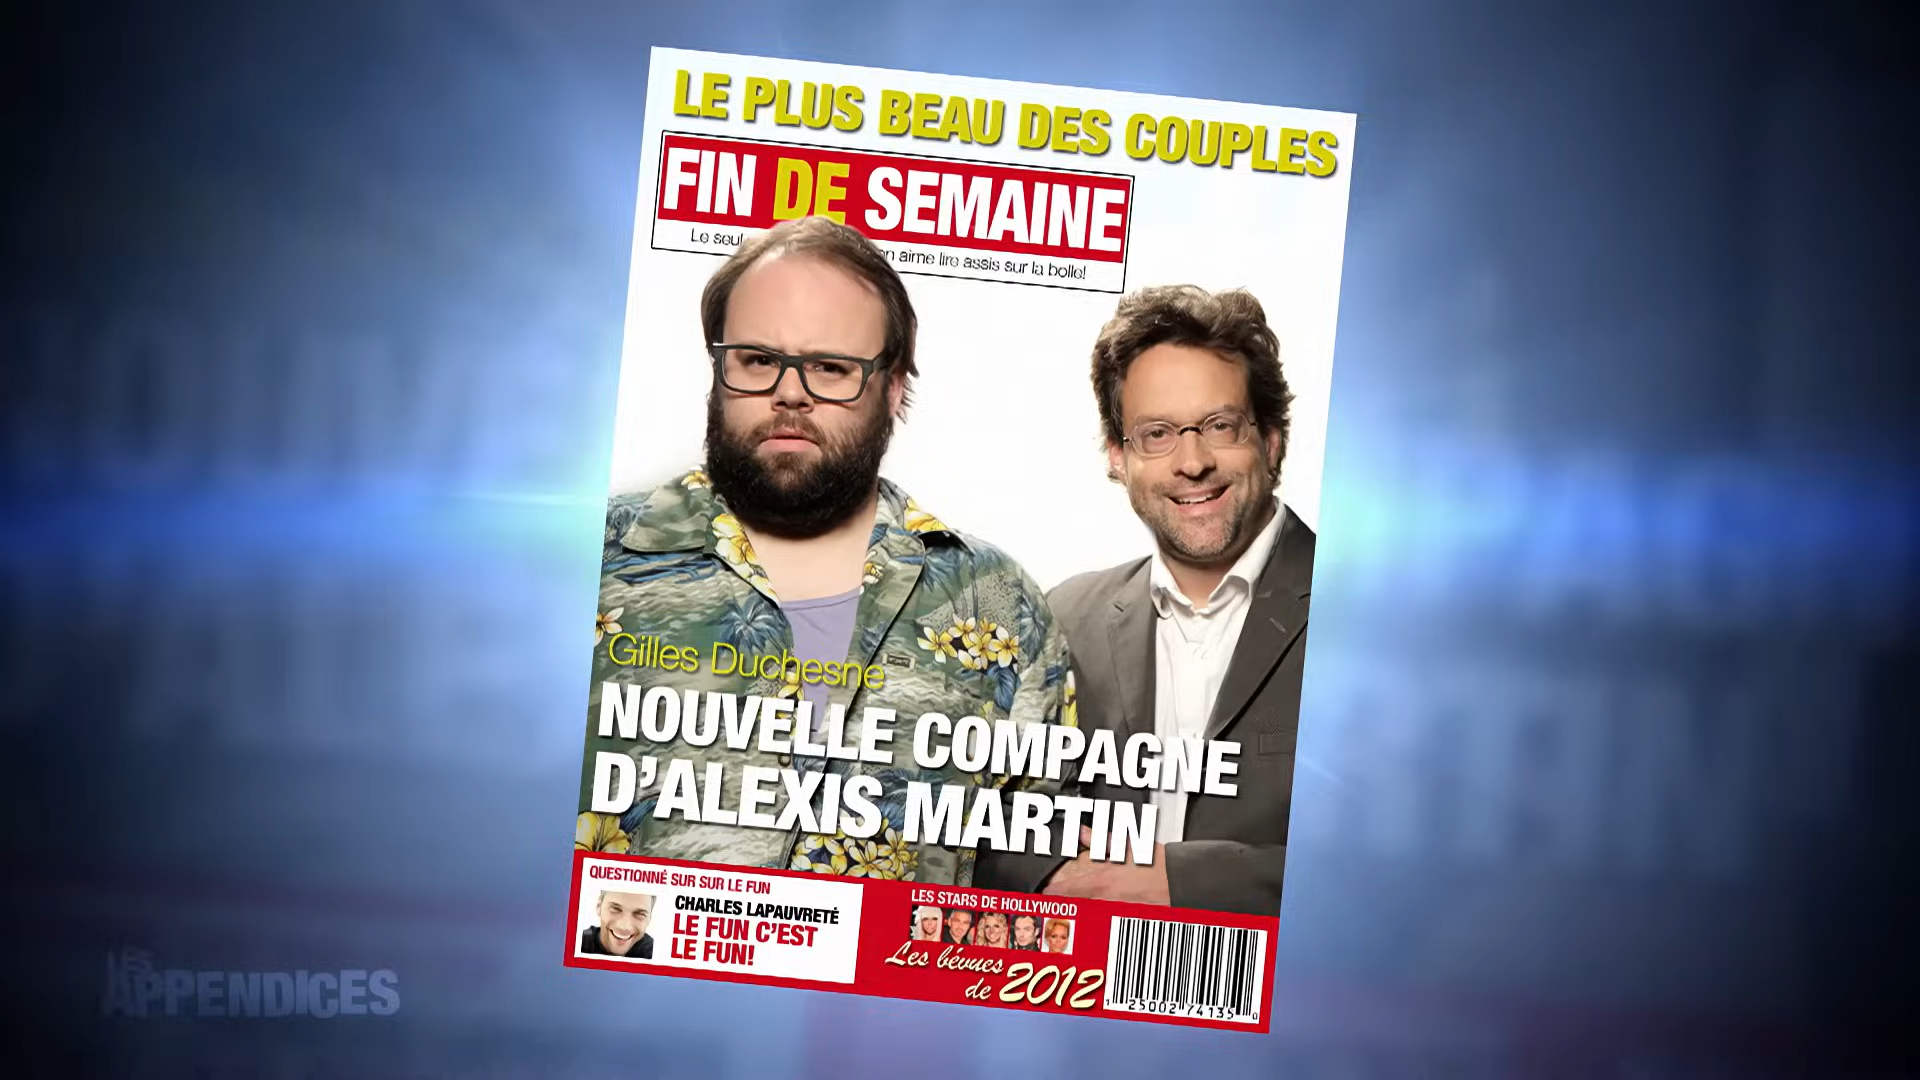 LE PLUS BEAU DES COUPLES
FIN DE SEMAINE
Le seul
n aime lire assis sur la bolle!
Gilles Duchesne
NOUVELLE COMPAGNE
D'ALEXIS MARTIN
QUESTIONNÉ SUR SUR LE FUN
CHARLES LAPAUVRETÉ
LE FUN C'EST
LE FUN!
LES STARS DE HOLLYWOOD
Les bévues
de 2012
25002 74135
LES
APPENDICES